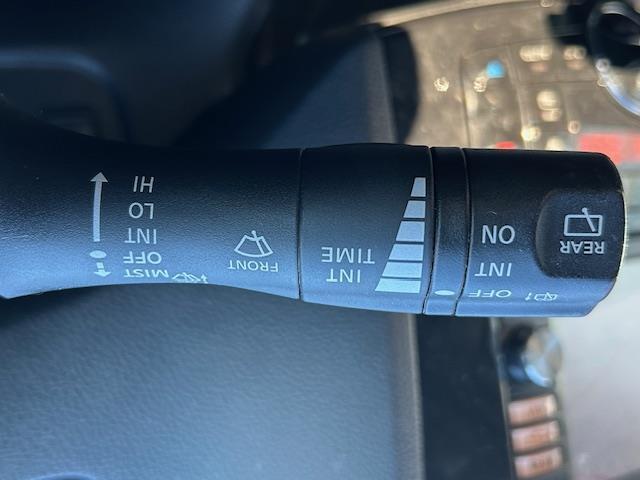 MIST
OFF
INT
LO
HI
FRONT
INT
TIME
OFF
INT
ON
REAR